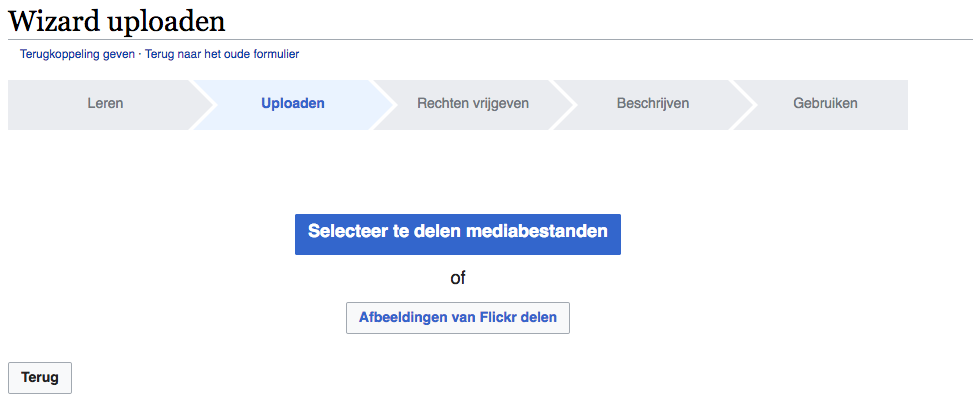 Wizard uploaden
Terugkoppeling geven · Terug naar het oude formulier
Leren Uploaden Rechten vrijgeven Beschrijven Gebruiken
Selecteer te delen mediabestanden
of
Afbeeldingen van Flickr delen
Terug